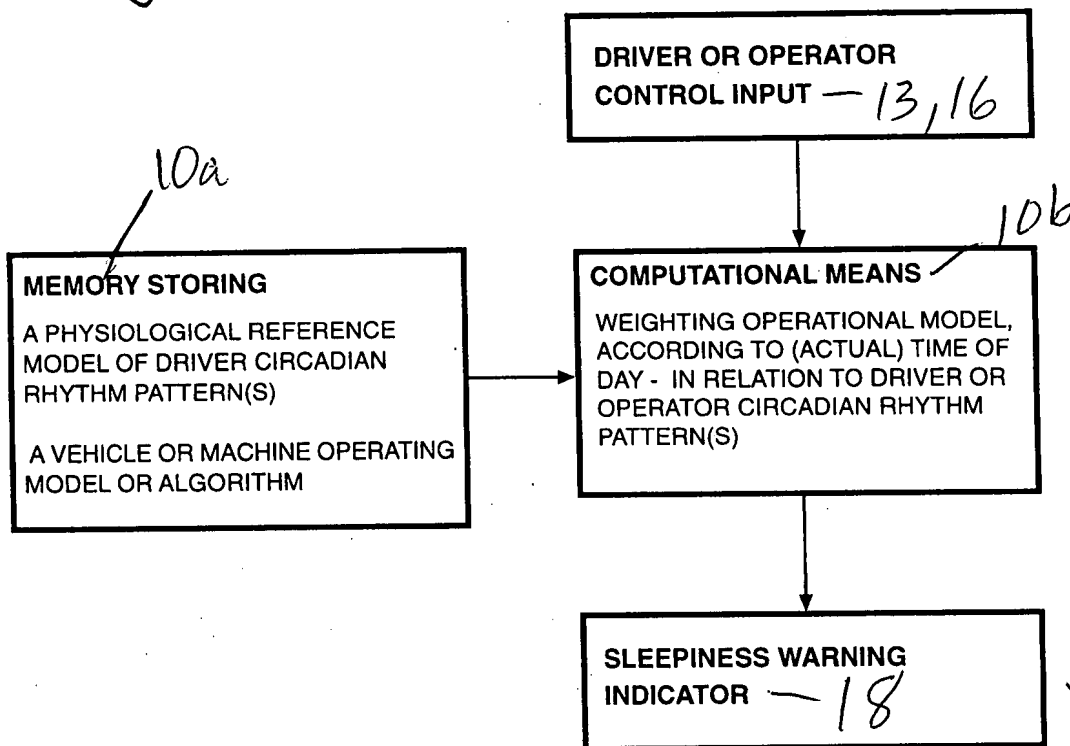 DRIVER OR OPERATOR
CONTROL INPUT — 13, 16
10a
10b
MEMORY STORING
A PHYSIOLOGICAL REFERENCE
MODEL OF DRIVER CIRCADIAN
RHYTHM PATTERN(S)
A VEHICLE OR MACHINE OPERATING
MODEL OR ALGORITHM
COMPUTATIONAL MEANS
WEIGHTING OPERATIONAL MODEL,
ACCORDING TO (ACTUAL) TIME OF
DAY - IN RELATION TO DRIVER OR
OPERATOR CIRCADIAN RHYTHM
PATTERN(S)
SLEEPINESS WARNING
INDICATOR — 18